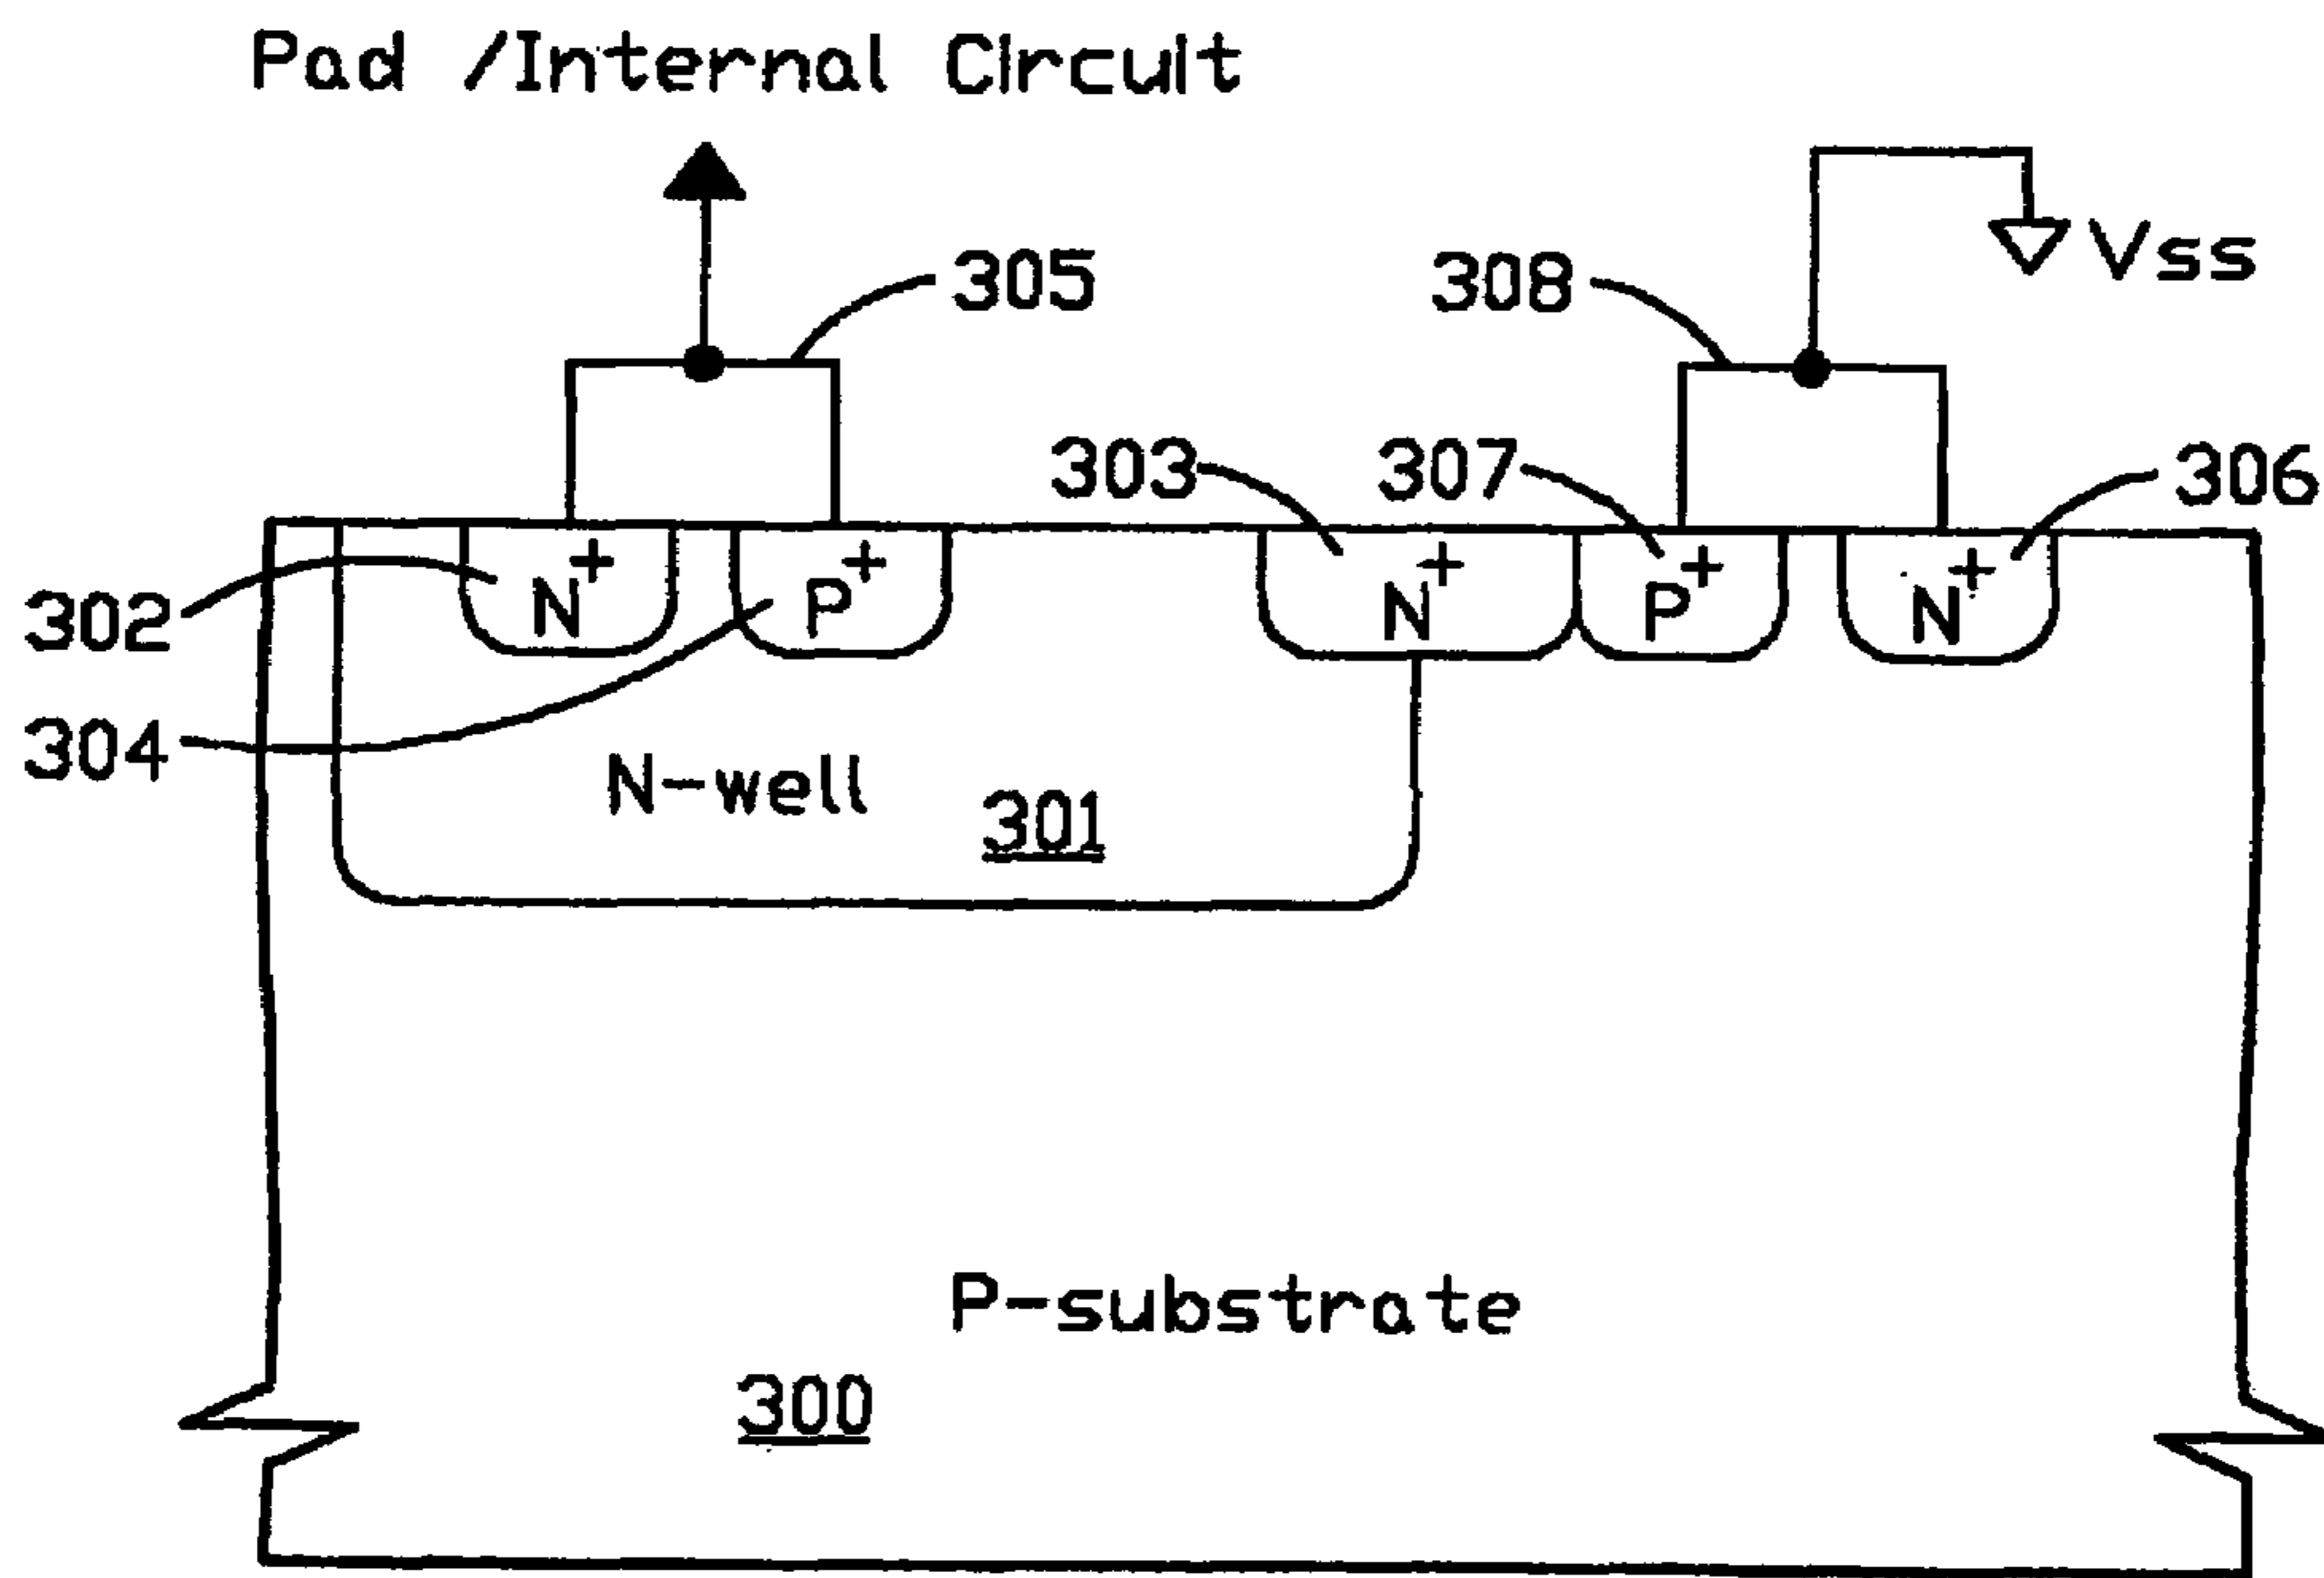 Pad /Internal Circuit
Vss
305
308
303
307
306
N+
P+
N+
P+
N+
302
304
N-well
301
P-substrate
300